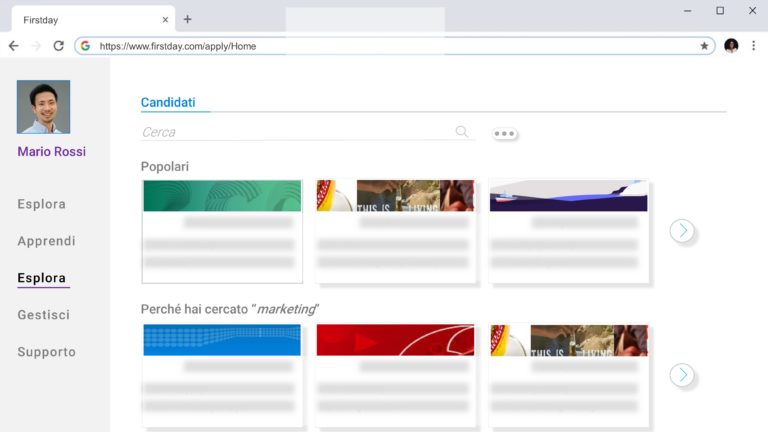 Firstday
https://www.firstday.com/apply/Home
Mario Rossi
Esplora
Apprendi
Esplora
Gestisci
Supporto
Candidati
Cerca
Popolari
THIS IS LIVING
Perché hai cercato “marketing”
THIS IS LIVING